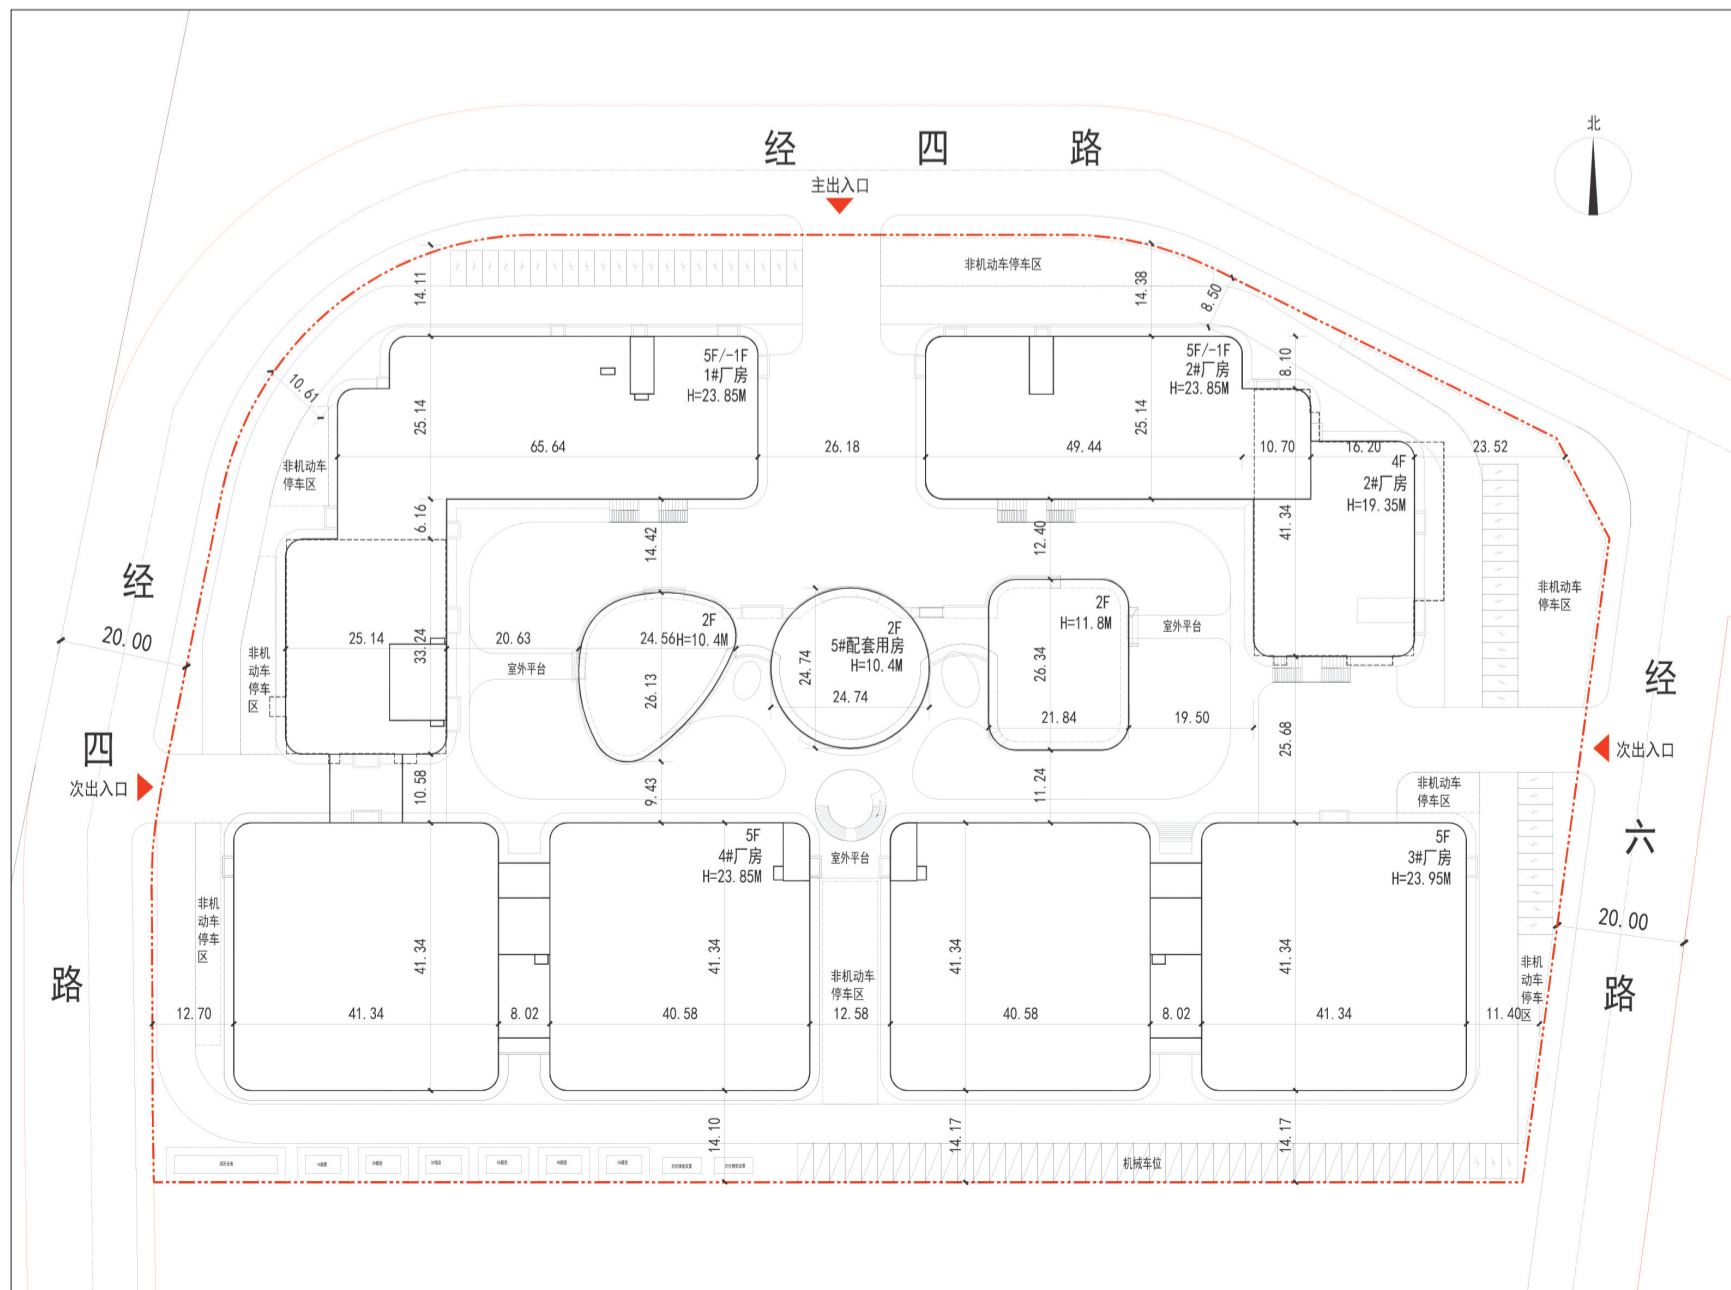 经 四 路
北
主出入口
非机动车停车区
14.11
14.38
8.50
8.10
10.61
5F/-1F
1#厂房
H=23.85M
5F/-1F
2#厂房
H=23.85M
25.14
25.14
65.64
26.18
49.44
10.70
16.20
23.52
4F
2#厂房
H=19.35M
非机动车
停车区
6.16
14.42
12.40
41.34
经
20.00
非机动车
停车区
25.14
33.24
20.63
24.56
2F
H=10.4M
2F
5#配套用房
H=10.4M
2F
H=11.8M
室外平台
室外平台
非机
动车
停车
区
26.13
24.74
24.74
26.34
21.84
19.50
25.68
经
四
次出入口
次出入口
10.58
9.43
11.24
非机动车
停车区
5F
4#厂房
H=23.85M
室外平台
5F
3#厂房
H=23.95M
六
非机
动车
停车
区
20.00
41.34
41.34
41.34
41.34
非机动车
停车区
非机
动车
停车
区
路
路
12.70
41.34
8.02
40.58
12.58
40.58
8.02
41.34
11.40
14.10
14.17
14.17
机械车位